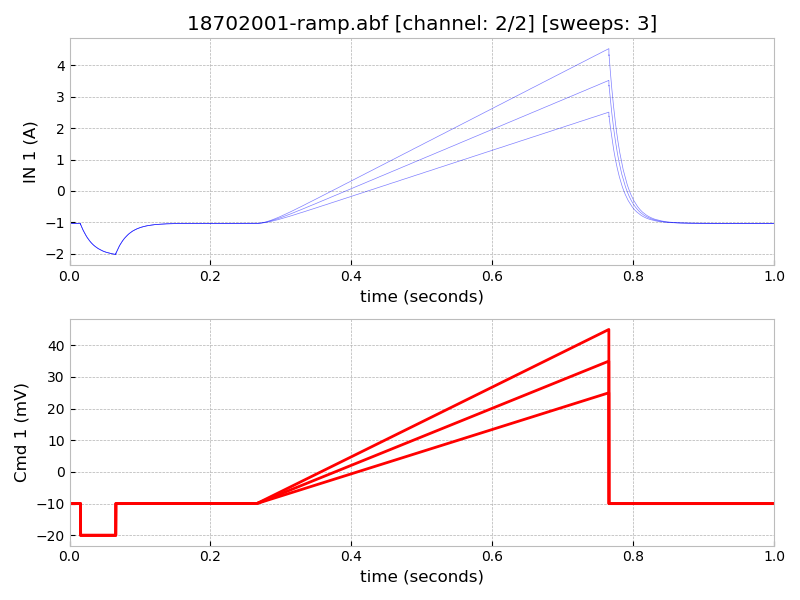 18702001-ramp.abf [channel: 2/2] [sweeps: 3]
IN 1 (A)
4
3
2
1
0
−1
−2
0.0 0.2 0.4 0.6 0.8 1.0
time (seconds)
Cmd 1 (mV)
40
30
20
10
0
−10
−20
0.0 0.2 0.4 0.6 0.8 1.0
time (seconds)